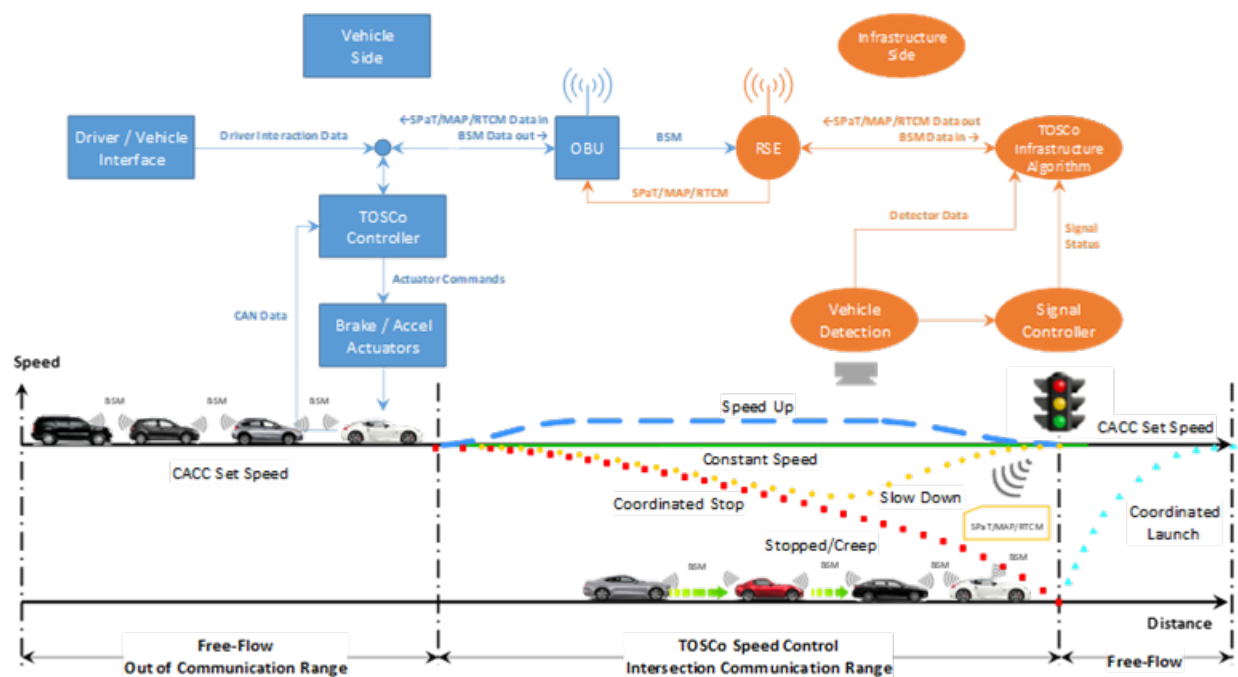 Vehicle
Side
Infrastructure
Side
Driver / Vehicle
Interface
Driver Interaction Data
←SPaT/MAP/RTCM Data in
BSM Data out →
OBU
BSM
RSE
←SPaT/MAP/RTCM Data out
BSM Data in →
TOSCo
Infrastructure
Algorithm
SPaT/MAP/RTCM
TOSCo
Controller
Detector Data
Signal
Status
Actuator Commands
CAN Data
Brake / Accel
Actuators
Vehicle
Detection
Signal
Controller
Speed
BSM
BSM
BSM
Speed Up
CACC Set Speed
CACC Set Speed
Constant Speed
Coordinated Stop
Slow Down
SPaT/MAP/RTCM
Coordinated
Launch
Stopped/Creep
BSM
BSM
BSM
BSM
Distance
Free-Flow
Out of Communication Range
TOSCo Speed Control
Intersection Communication Range
Free-Flow